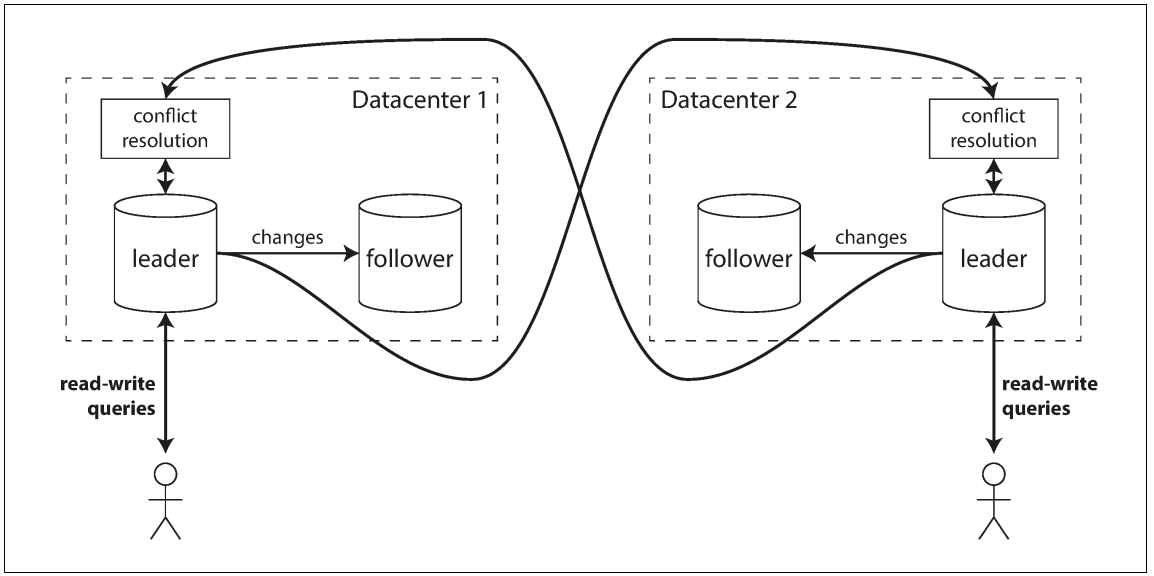 Datacenter 1
conflict
resolution
changes
leader
follower
read-write
queries
Datacenter 2
conflict
resolution
changes
follower
leader
read-write
queries